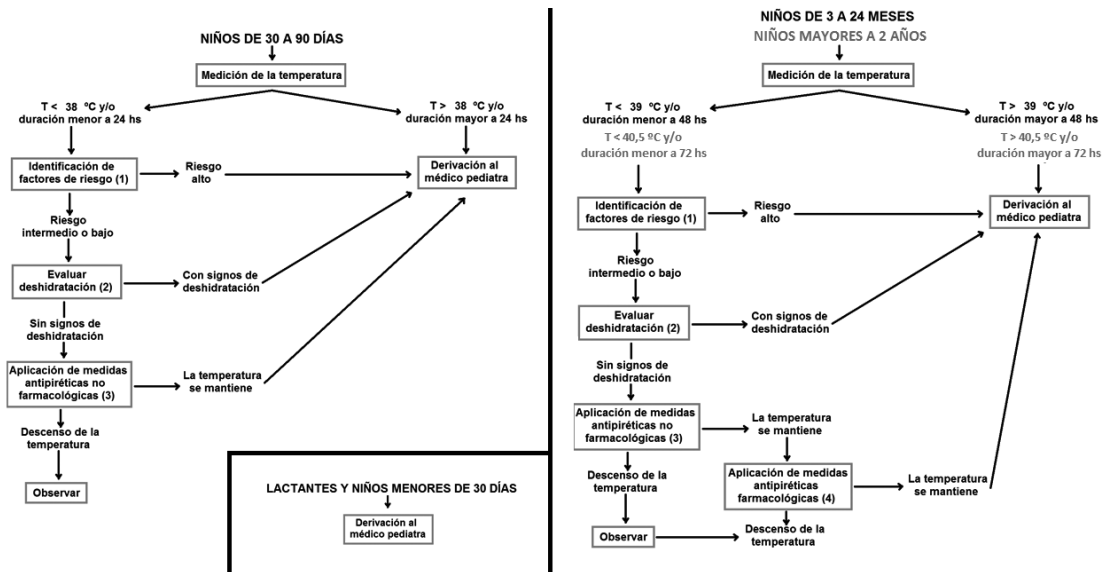 NIÑOS DE 30 A 90 DÍAS
Medición de la temperatura
T < 38 ºC y/o
duración menor a 24 hs
T > 38 ºC y/o
duración mayor a 24 hs
Identificación de
factores de riesgo (1)
Riesgo
alto
Derivación al
médico pediatra
Riesgo
intermedio o bajo
Evaluar
deshidratación (2)
Con signos de
deshidratación
Sin signos de
deshidratación
Aplicación de medidas
antipiréticas no
farmacológicas (3)
La temperatura
se mantiene
Descenso de la
temperatura
Observar
LACTANTES Y NIÑOS MENORES DE 30 DÍAS
Derivación al
médico pediatra
NIÑOS DE 3 A 24 MESES
NIÑOS MAYORES A 2 AÑOS
Medición de la temperatura
T < 39 ºC y/o
duración menor a 48 hs
T < 40,5 ºC y/o
duración menor a 72 hs
T > 39 ºC y/o
duración mayor a 48 hs
T > 40,5 ºC y/o
duración mayor a 72 hs
Identificación de
factores de riesgo (1)
Riesgo
alto
Derivación al
médico pediatra
Riesgo
intermedio o bajo
Evaluar
deshidratación (2)
Con signos de
deshidratación
Sin signos de
deshidratación
Aplicación de medidas
antipiréticas no
farmacológicas (3)
La temperatura
se mantiene
Descenso de la
temperatura
Aplicación de medidas
antipiréticas
farmacológicas (4)
La temperatura
se mantiene
Observar
Descenso de la
temperatura